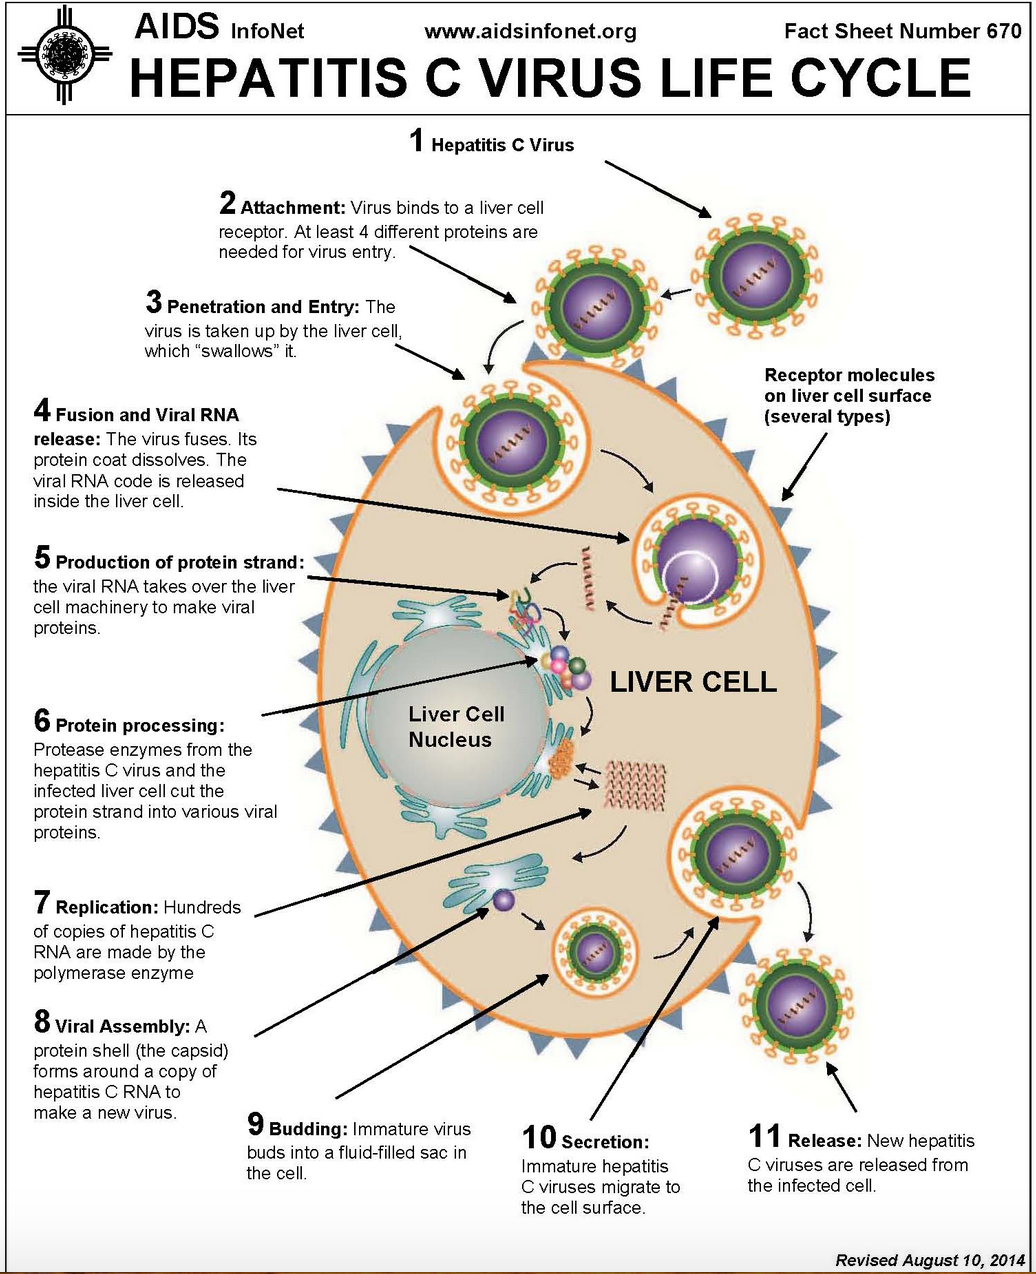 AIDS InfoNet www.aidsinfonet.org Fact Sheet Number 670
HEPATITIS C VIRUS LIFE CYCLE
1 Hepatitis C Virus
2 Attachment: Virus binds to a liver cell
receptor. At least 4 different proteins are
needed for virus entry.
3 Penetration and Entry: The
virus is taken up by the liver cell,
which “swallows” it.
Receptor molecules
on liver cell surface
(several types)
4 Fusion and Viral RNA
release: The virus fuses. Its
protein coat dissolves. The
viral RNA code is released
inside the liver cell.
5 Production of protein strand:
the viral RNA takes over the liver
cell machinery to make viral
proteins.
LIVER CELL
Liver Cell
Nucleus
6 Protein processing:
Protease enzymes from the
hepatitis C virus and the
infected liver cell cut the
protein strand into various viral
proteins.
7 Replication: Hundreds
of copies of hepatitis C
RNA are made by the
polymerase enzyme
8 Viral Assembly: A
protein shell (the capsid)
forms around a copy of
hepatitis C RNA to
make a new virus.
9 Budding: Immature virus
buds into a fluid-filled sac in
the cell.
10 Secretion:
Immature hepatitis
C viruses migrate to
the cell surface.
11 Release: New hepatitis
C viruses are released from
the infected cell.
Revised August 10, 2014